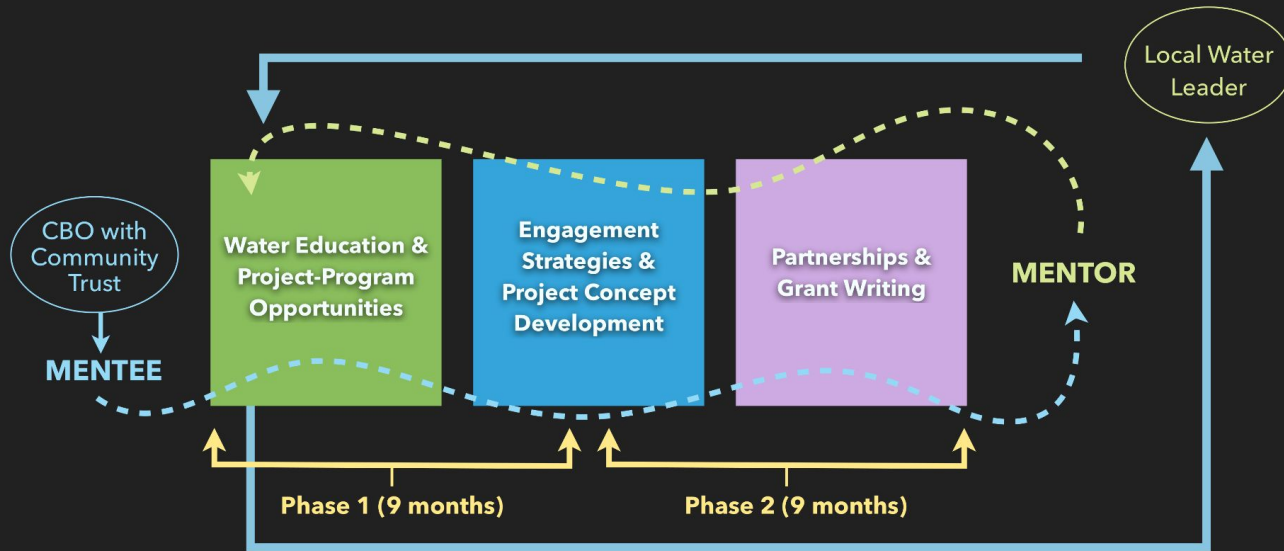 Local Water
Leader
CBO with
Community
Trust
MENTEE
Water Education &
Project-Program
Opportunities
Engagement
Strategies &
Project Concept
Development
Partnerships &
Grant Writing
MENTOR
Phase 1 (9 months)
Phase 2 (9 months)